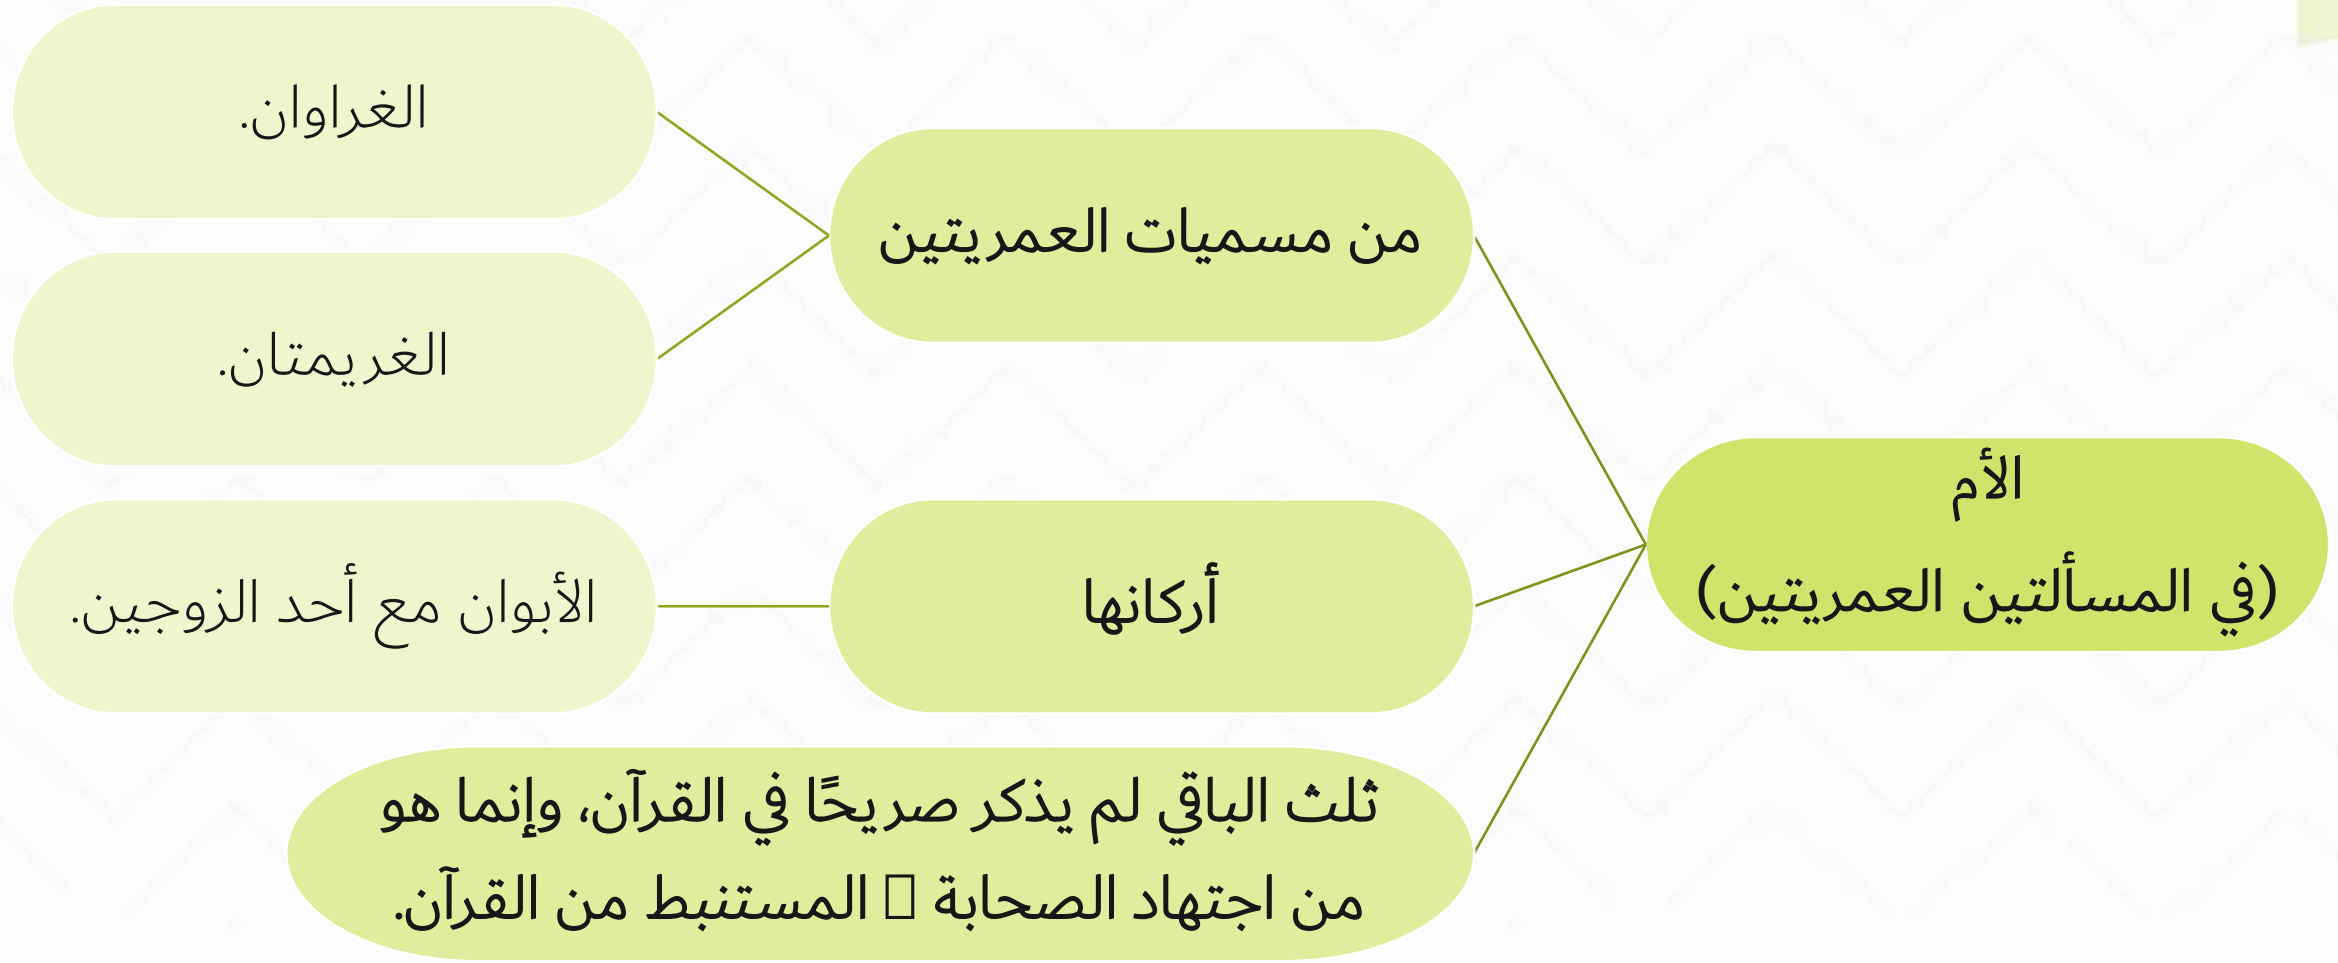 الأم
(في المسألتين العمريتين)
من مسميات العمريتين
الغراوان.
الغريمتان.
أركانها
الأبوان مع أحد الزوجين.
ثلث الباقي لم يذكر صريحًا في القرآن، وإنما هو
من اجتهاد الصحابة المستنبط من القرآن.